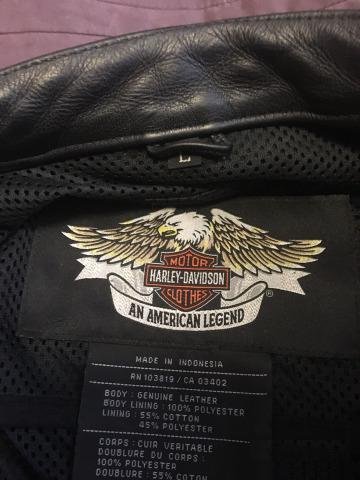 L
MOTOR
HARLEY-DAVIDSON
CLOTHES
®
AN AMERICAN LEGEND
MADE IN INDONESIA
RN 103819 / CA 03402
BODY : GENUINE LEATHER
BODY LINING : 100% POLYESTER
LINING : 55% COTTON
45% POLYESTER
CORPS : CUIR VERITABLE
DOUBLURE DU CORPS :
100% POLYESTER
DOUBLURE : 55% COTON